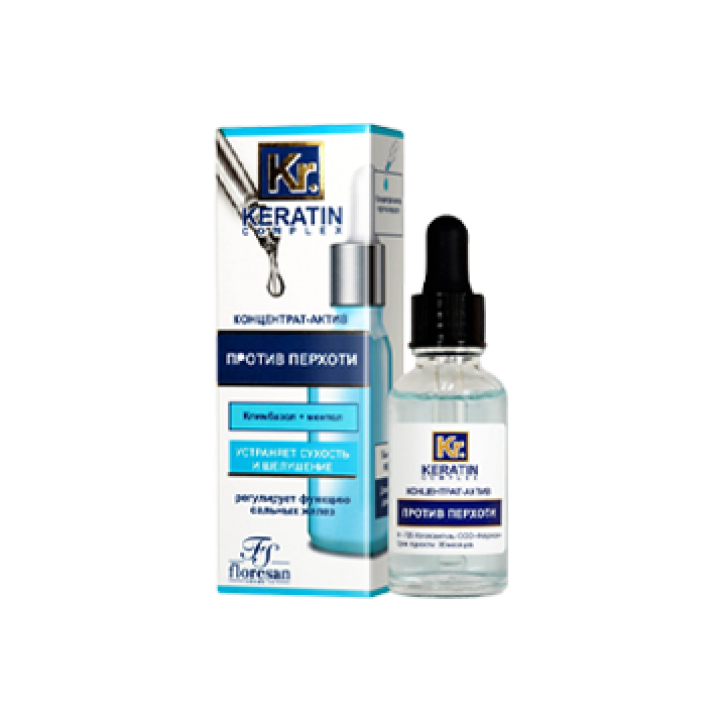 Kr.
KERATIN
COMPLEX
КОНЦЕНТРАТ-АКТИВ
ПРОТИВ ПЕРХОТИ
Климбазол + ментол
УСТРАНЯЕТ СУХОСТЬ
И ШЕЛУШЕНИЕ
регулирует функцию
сальных желез
FS
floresan
Kr.
KERATIN
COMPLEX
КОНЦЕНТРАТ-АКТИВ
ПРОТИВ ПЕРХОТИ